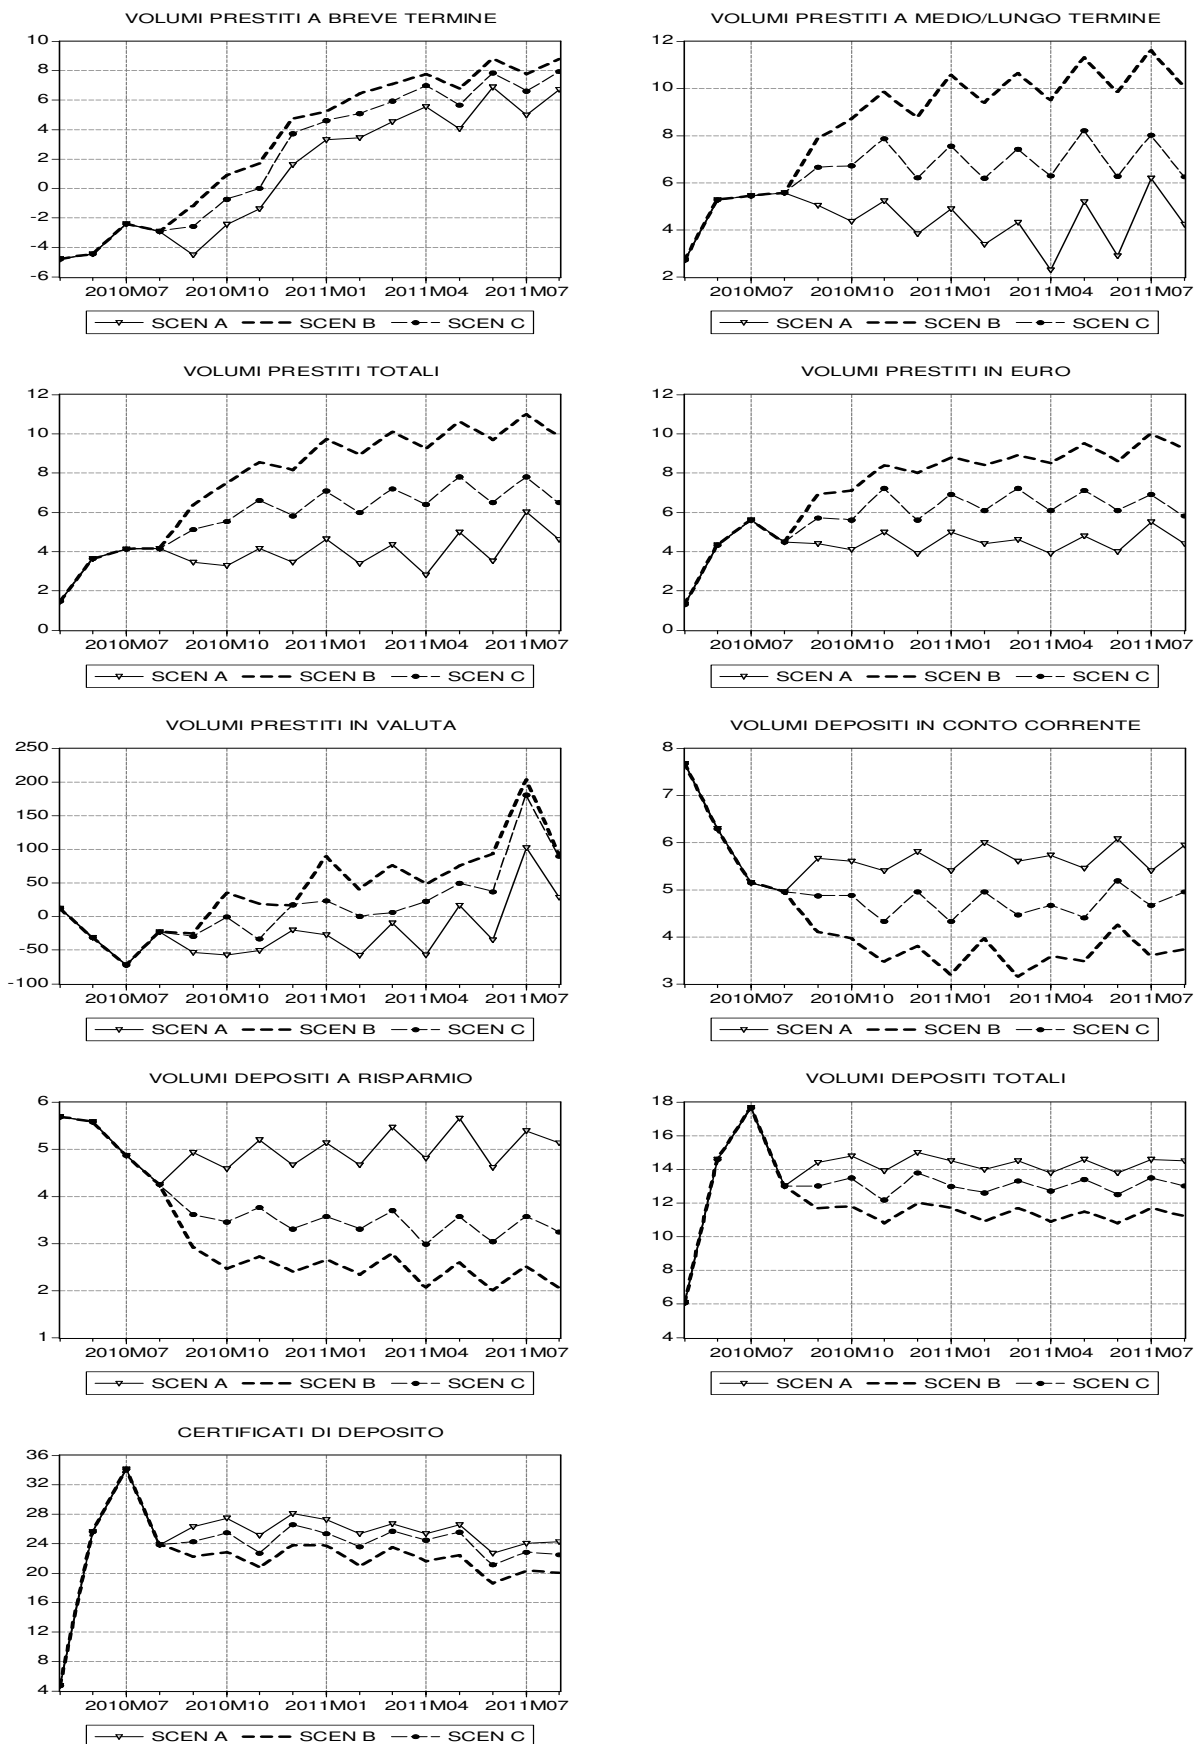 VOLUMI PRESTITI A BREVE TERMINE
10
8
6
4
2
0
-2
-4
-6
2010M07 2010M10 2011M01 2011M04 2011M07
SCEN A SCEN B SCEN C
VOLUMI PRESTITI A MEDIO/LUNGO TERMINE
12
10
8
6
4
2
2010M07 2010M10 2011M01 2011M04 2011M07
SCEN A SCEN B SCEN C
VOLUMI PRESTITI TOTALI
12
10
8
6
4
2
0
2010M07 2010M10 2011M01 2011M04 2011M07
SCEN A SCEN B SCEN C
VOLUMI PRESTITI IN EURO
12
10
8
6
4
2
0
2010M07 2010M10 2011M01 2011M04 2011M07
SCEN A SCEN B SCEN C
VOLUMI PRESTITI IN VALUTA
250
200
150
100
50
0
-50
-100
2010M07 2010M10 2011M01 2011M04 2011M07
SCEN A SCEN B SCEN C
VOLUMI DEPOSITI IN CONTO CORRENTE
8
7
6
5
4
3
2010M07 2010M10 2011M01 2011M04 2011M07
SCEN A SCEN B SCEN C
VOLUMI DEPOSITI A RISPARMIO
6
5
4
3
2
1
2010M07 2010M10 2011M01 2011M04 2011M07
SCEN A SCEN B SCEN C
VOLUMI DEPOSITI TOTALI
18
16
14
12
10
8
6
4
2010M07 2010M10 2011M01 2011M04 2011M07
SCEN A SCEN B SCEN C
CERTIFICATI DI DEPOSITO
36
32
28
24
20
16
12
8
4
2010M07 2010M10 2011M01 2011M04 2011M07
SCEN A SCEN B SCEN C